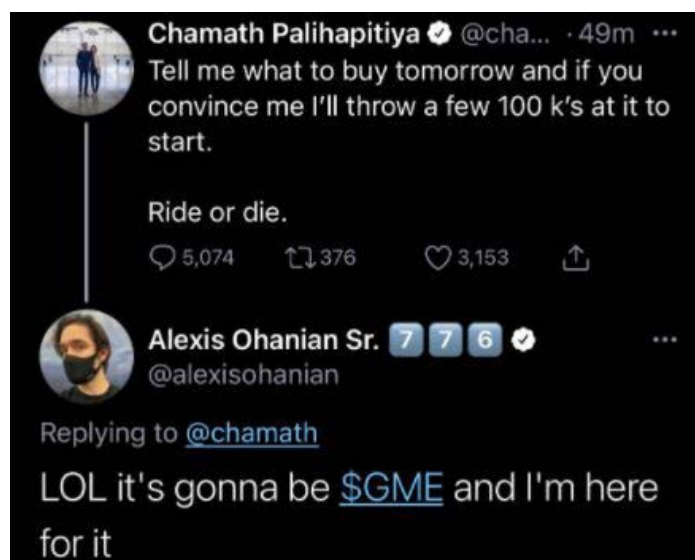 Chamath Palihapitiya @cha... · 49m
Tell me what to buy tomorrow and if you
convince me I'll throw a few 100 k's at it to
start.
Ride or die.
5,074 376 3,153
Alexis Ohanian Sr. 7️⃣7️⃣6️⃣
@alexisohanian
Replying to @chamath
LOL it's gonna be $GME and I'm here
for it